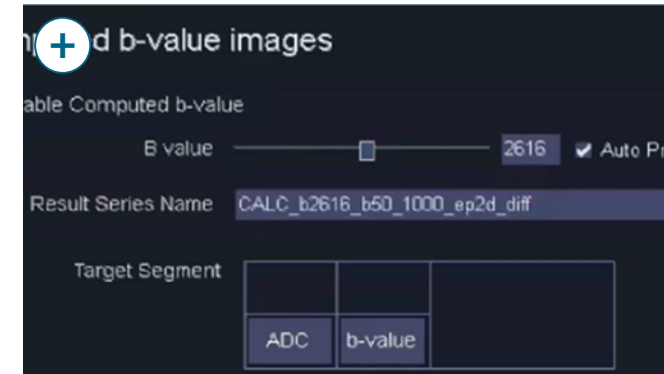 d b-value images
able Computed b-value
B value 2616 Auto Pr
Result Series Name CALC_b2616_b50_1000_ep2d_diff
Target Segment
ADC b-value